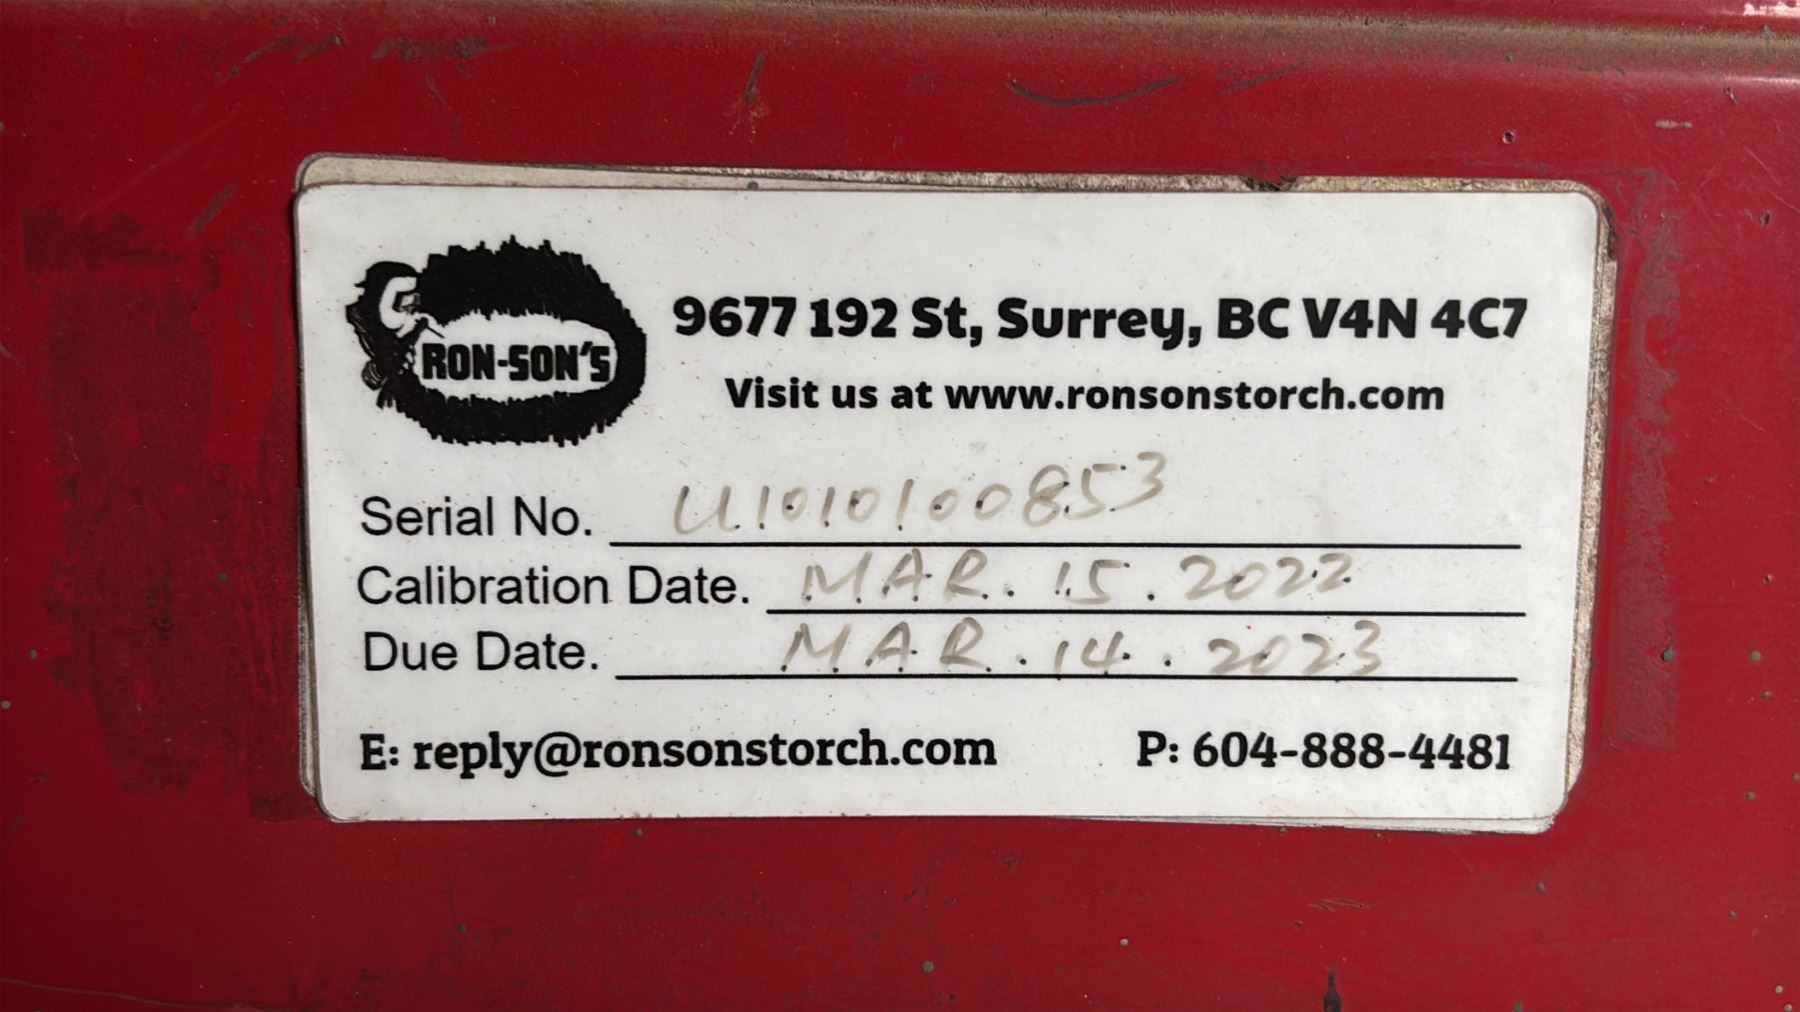 RON-SON'S
9677 192 St, Surrey, BC V4N 4C7
Visit us at www.ronsonstorch.com
Serial No. U1010100853
Calibration Date. MAR. 15. 2022
Due Date. MAR. 14. 2023
E: reply@ronsonstorch.com P: 604-888-4481